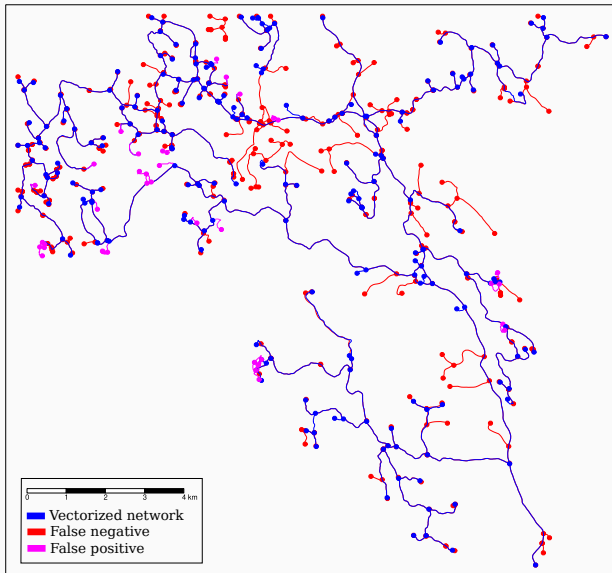 0 1 2 3 4 km
Vectorized network
False negative
False positive